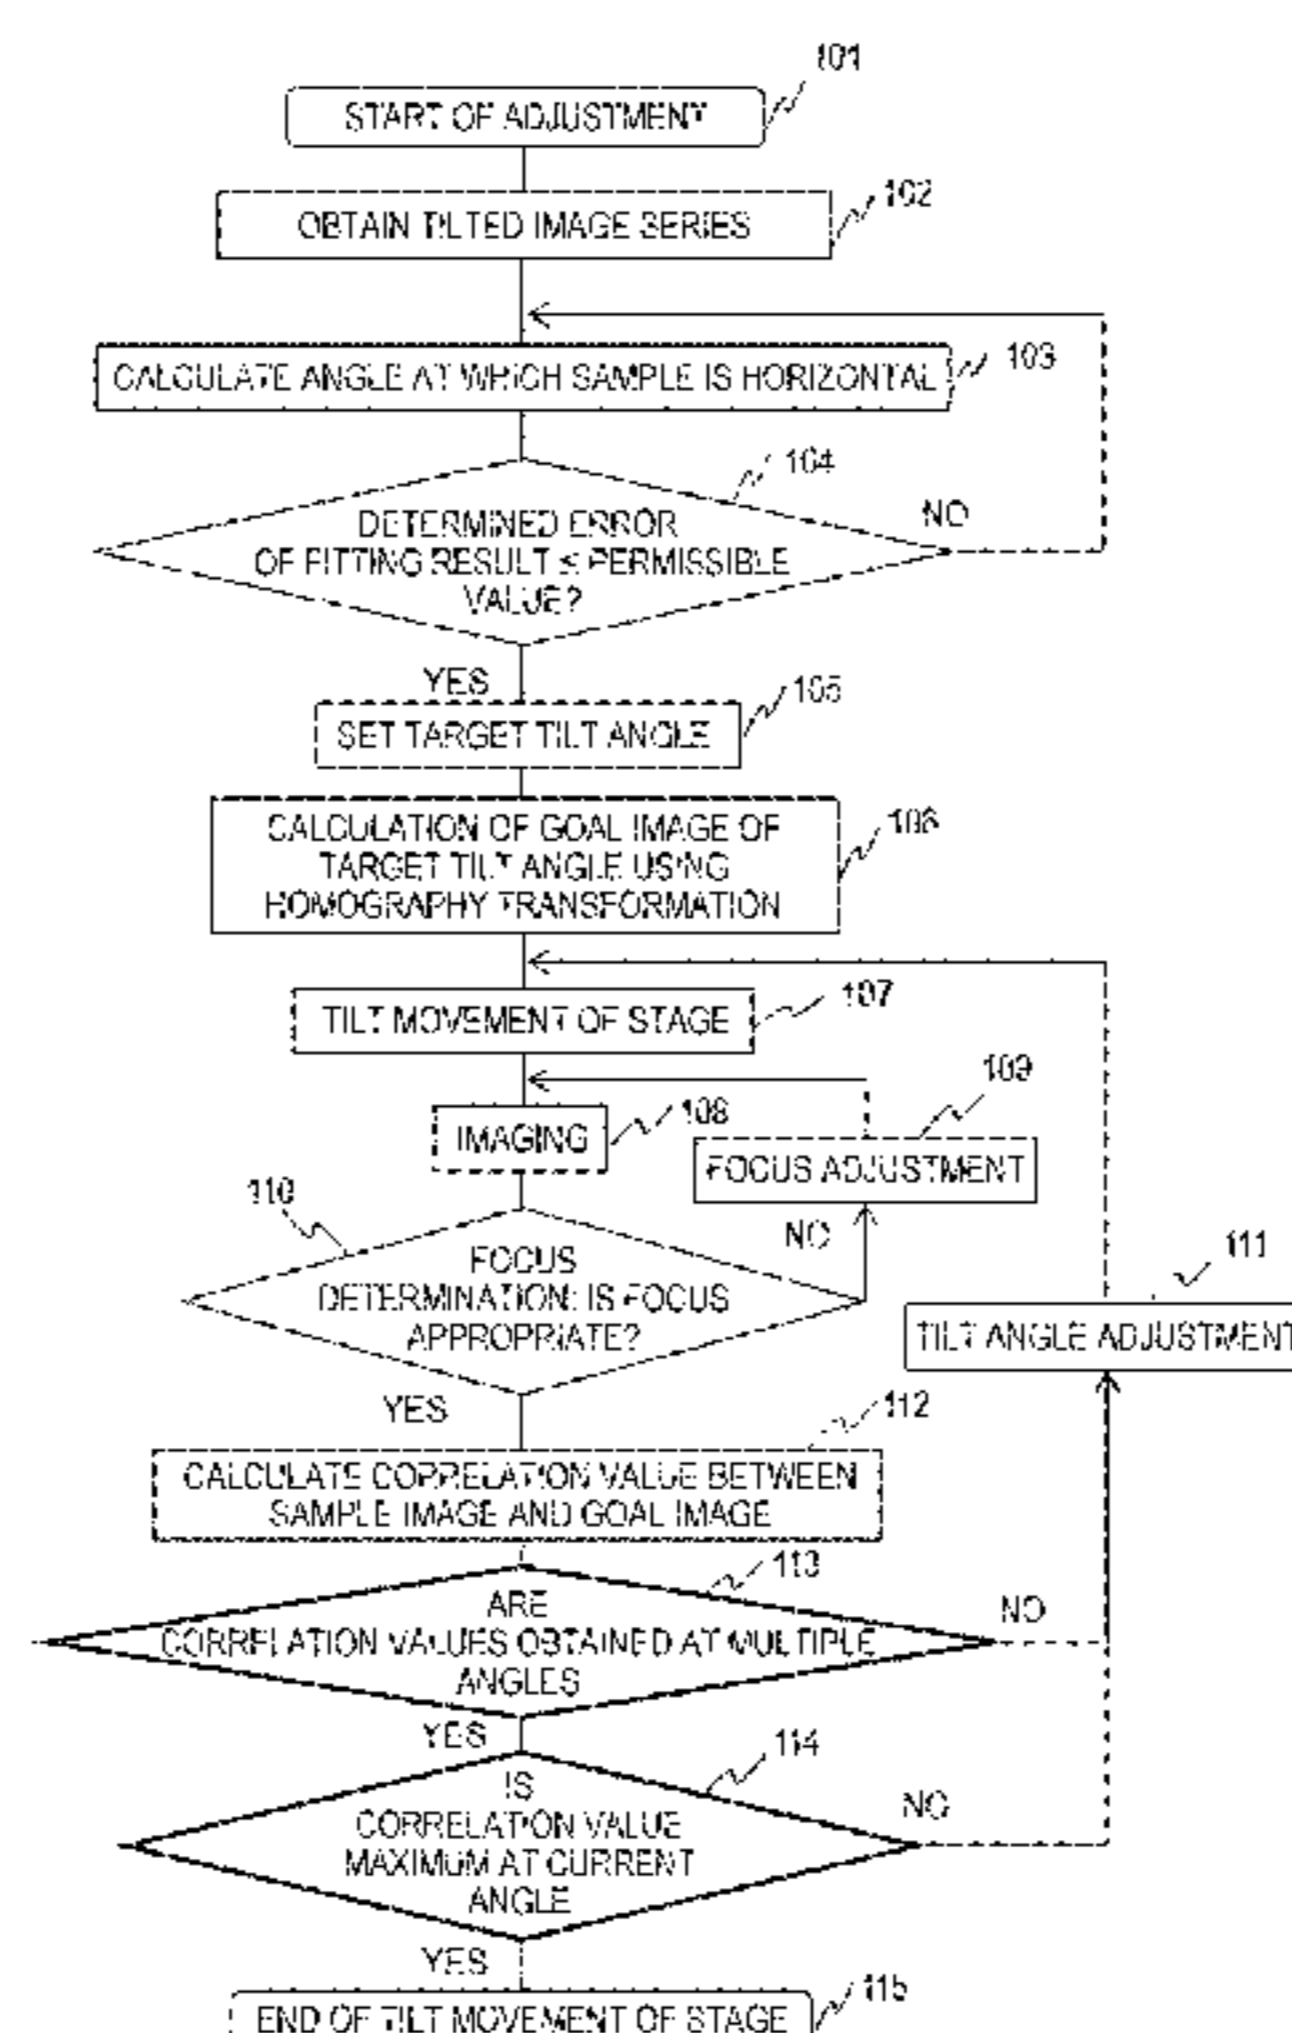 101
START OF ADJUSTMENT
102
OBTAIN TILTED IMAGE SERIES
103
CALCULATE ANGLE AT WHICH SAMPLE IS HORIZONTAL
104
DETERMINED ERROR
OF FITTING RESULT ≤ PERMISSIBLE
VALUE?
NO
YES
105
SET TARGET TILT ANGLE
106
CALCULATION OF GOAL IMAGE OF
TARGET TILT ANGLE USING
HOMOGRAPHY TRANSFORMATION
107
TILT MOVEMENT OF STAGE
108
IMAGING
109
FOCUS ADJUSTMENT
110
FOCUS
DETERMINATION: IS FOCUS
APPROPRIATE?
NO
YES
111
TILT ANGLE ADJUSTMENT
112
CALCULATE CORRELATION VALUE BETWEEN
SAMPLE IMAGE AND GOAL IMAGE
113
ARE
CORRELATION VALUES OBTAINED AT MULTIPLE
ANGLES
NO
YES
114
IS
CORRELATION VALUE
MAXIMUM AT CURRENT
ANGLE
NO
YES
115
END OF TILT MOVEMENT OF STAGE